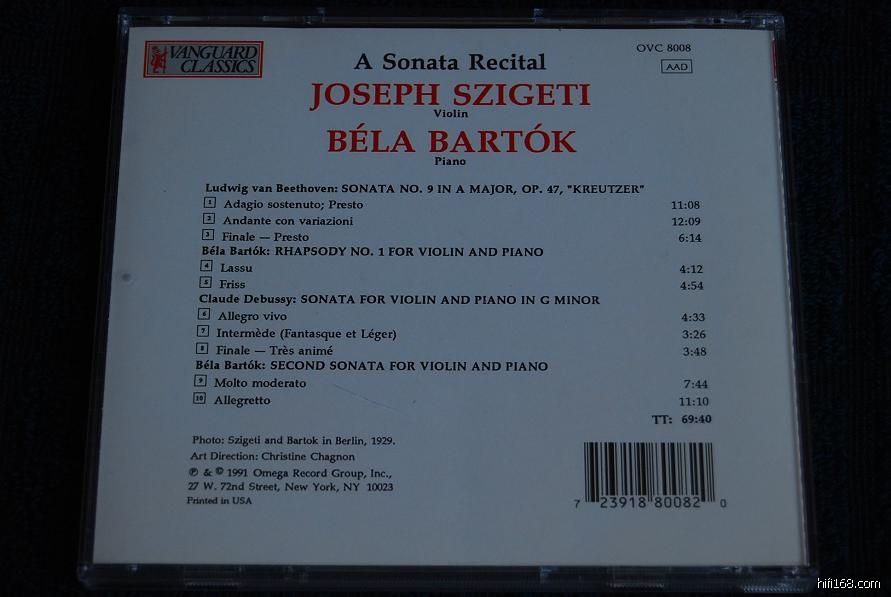 VANGUARD
CLASSICS
OVC 8008
AAD
A Sonata Recital
JOSEPH SZIGETI
Violin
BÉLA BARTÓK
Piano
Ludwig van Beethoven: SONATA NO. 9 IN A MAJOR, OP. 47, "KREUTZER"
1 Adagio sostenuto; Presto 11:08
2 Andante con variazioni 12:09
3 Finale — Presto 6:14
Béla Bartók: RHAPSODY NO. 1 FOR VIOLIN AND PIANO
4 Lassu 4:12
5 Friss 4:54
Claude Debussy: SONATA FOR VIOLIN AND PIANO IN G MINOR
6 Allegro vivo 4:33
7 Intermède (Fantasque et Léger) 3:26
8 Finale — Très animé 3:48
Béla Bartók: SECOND SONATA FOR VIOLIN AND PIANO
9 Molto moderato 7:44
10 Allegretto 11:10
TT: 69:40
Photo: Szigeti and Bartok in Berlin, 1929.
Art Direction: Christine Chagnon
℗ & © 1991 Omega Record Group, Inc.,
27 W. 72nd Street, New York, NY 10023
Printed in USA
7 23918 80082 0
hifi168.com